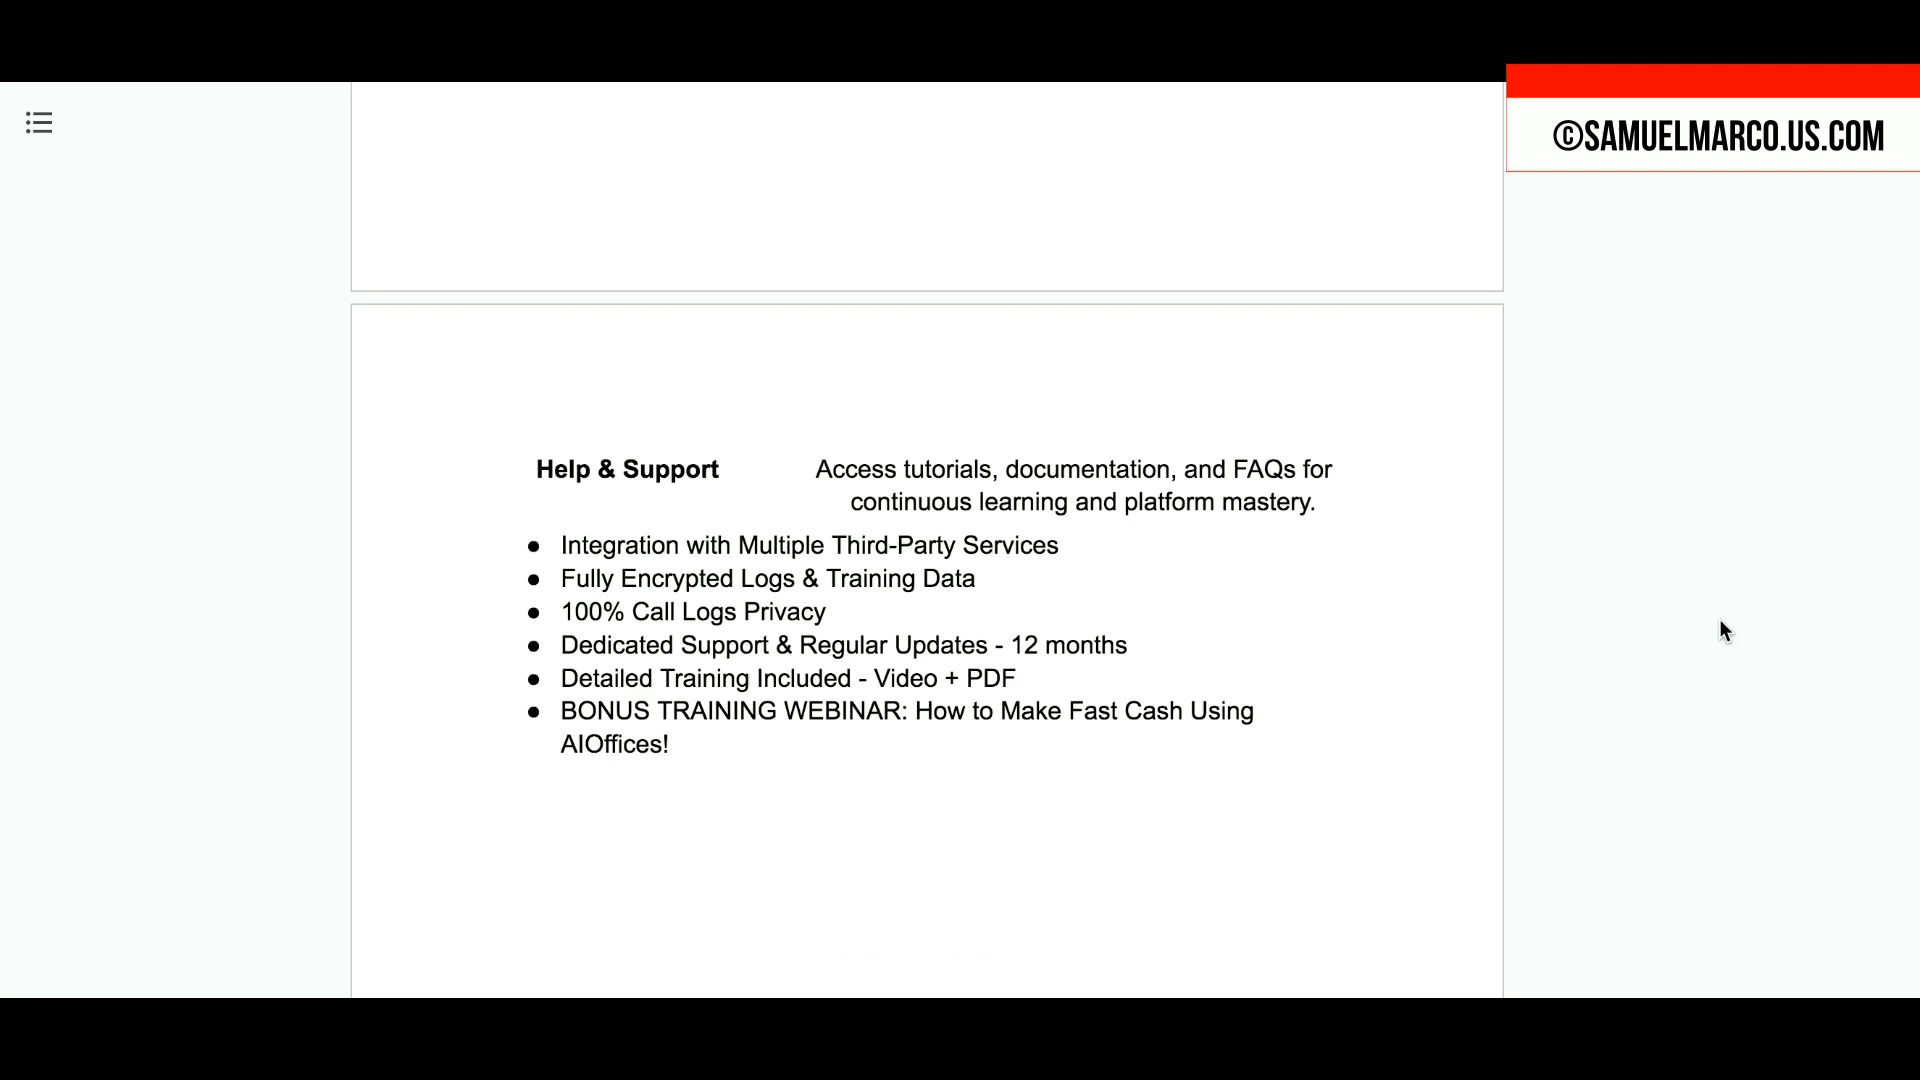 ©SAMUELMARCO.US.COM
Help & Support Access tutorials, documentation, and FAQs for
continuous learning and platform mastery.
● Integration with Multiple Third-Party Services
● Fully Encrypted Logs & Training Data
● 100% Call Logs Privacy
● Dedicated Support & Regular Updates - 12 months
● Detailed Training Included - Video + PDF
● BONUS TRAINING WEBINAR: How to Make Fast Cash Using
AIOffices!